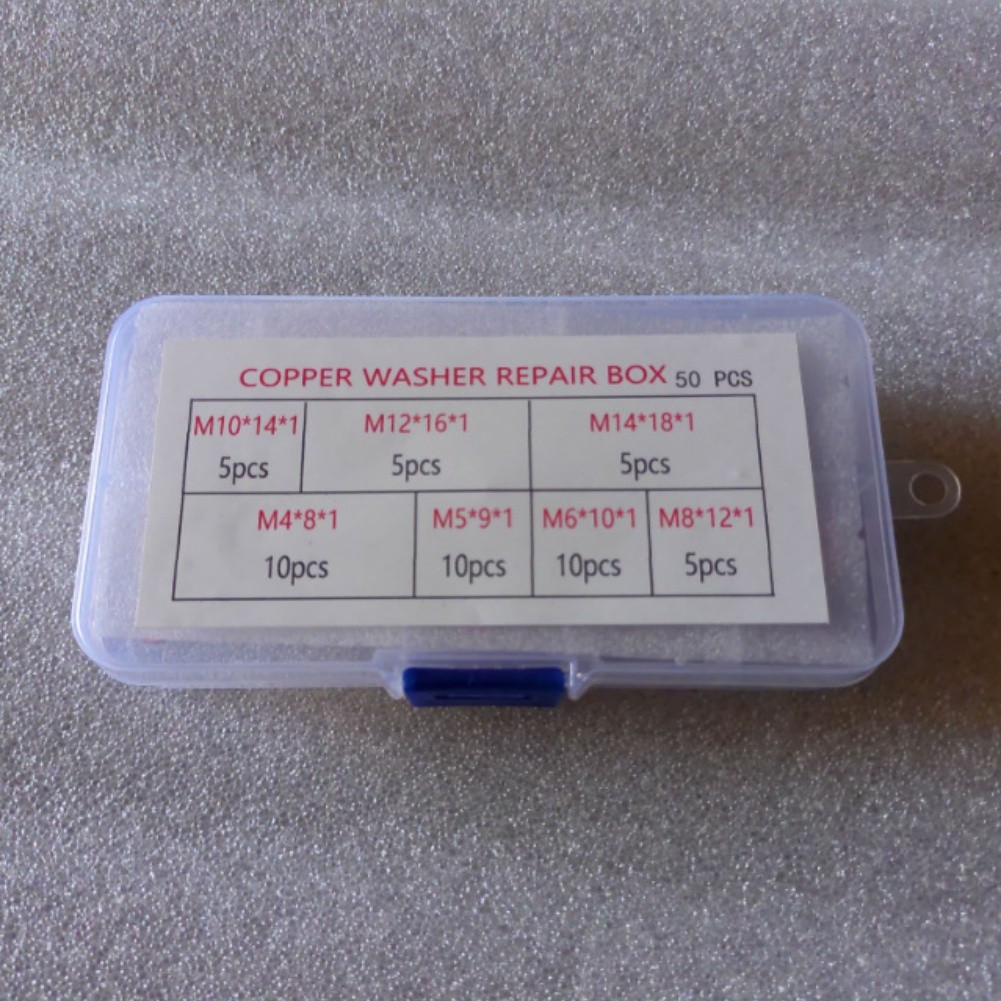 COPPER WASHER REPAIR BOX 50 PCS
M10*14*1 M12*16*1 M14*18*1
5pcs 5pcs 5pcs
M4*8*1 M5*9*1 M6*10*1 M8*12*1
10pcs 10pcs 10pcs 5pcs